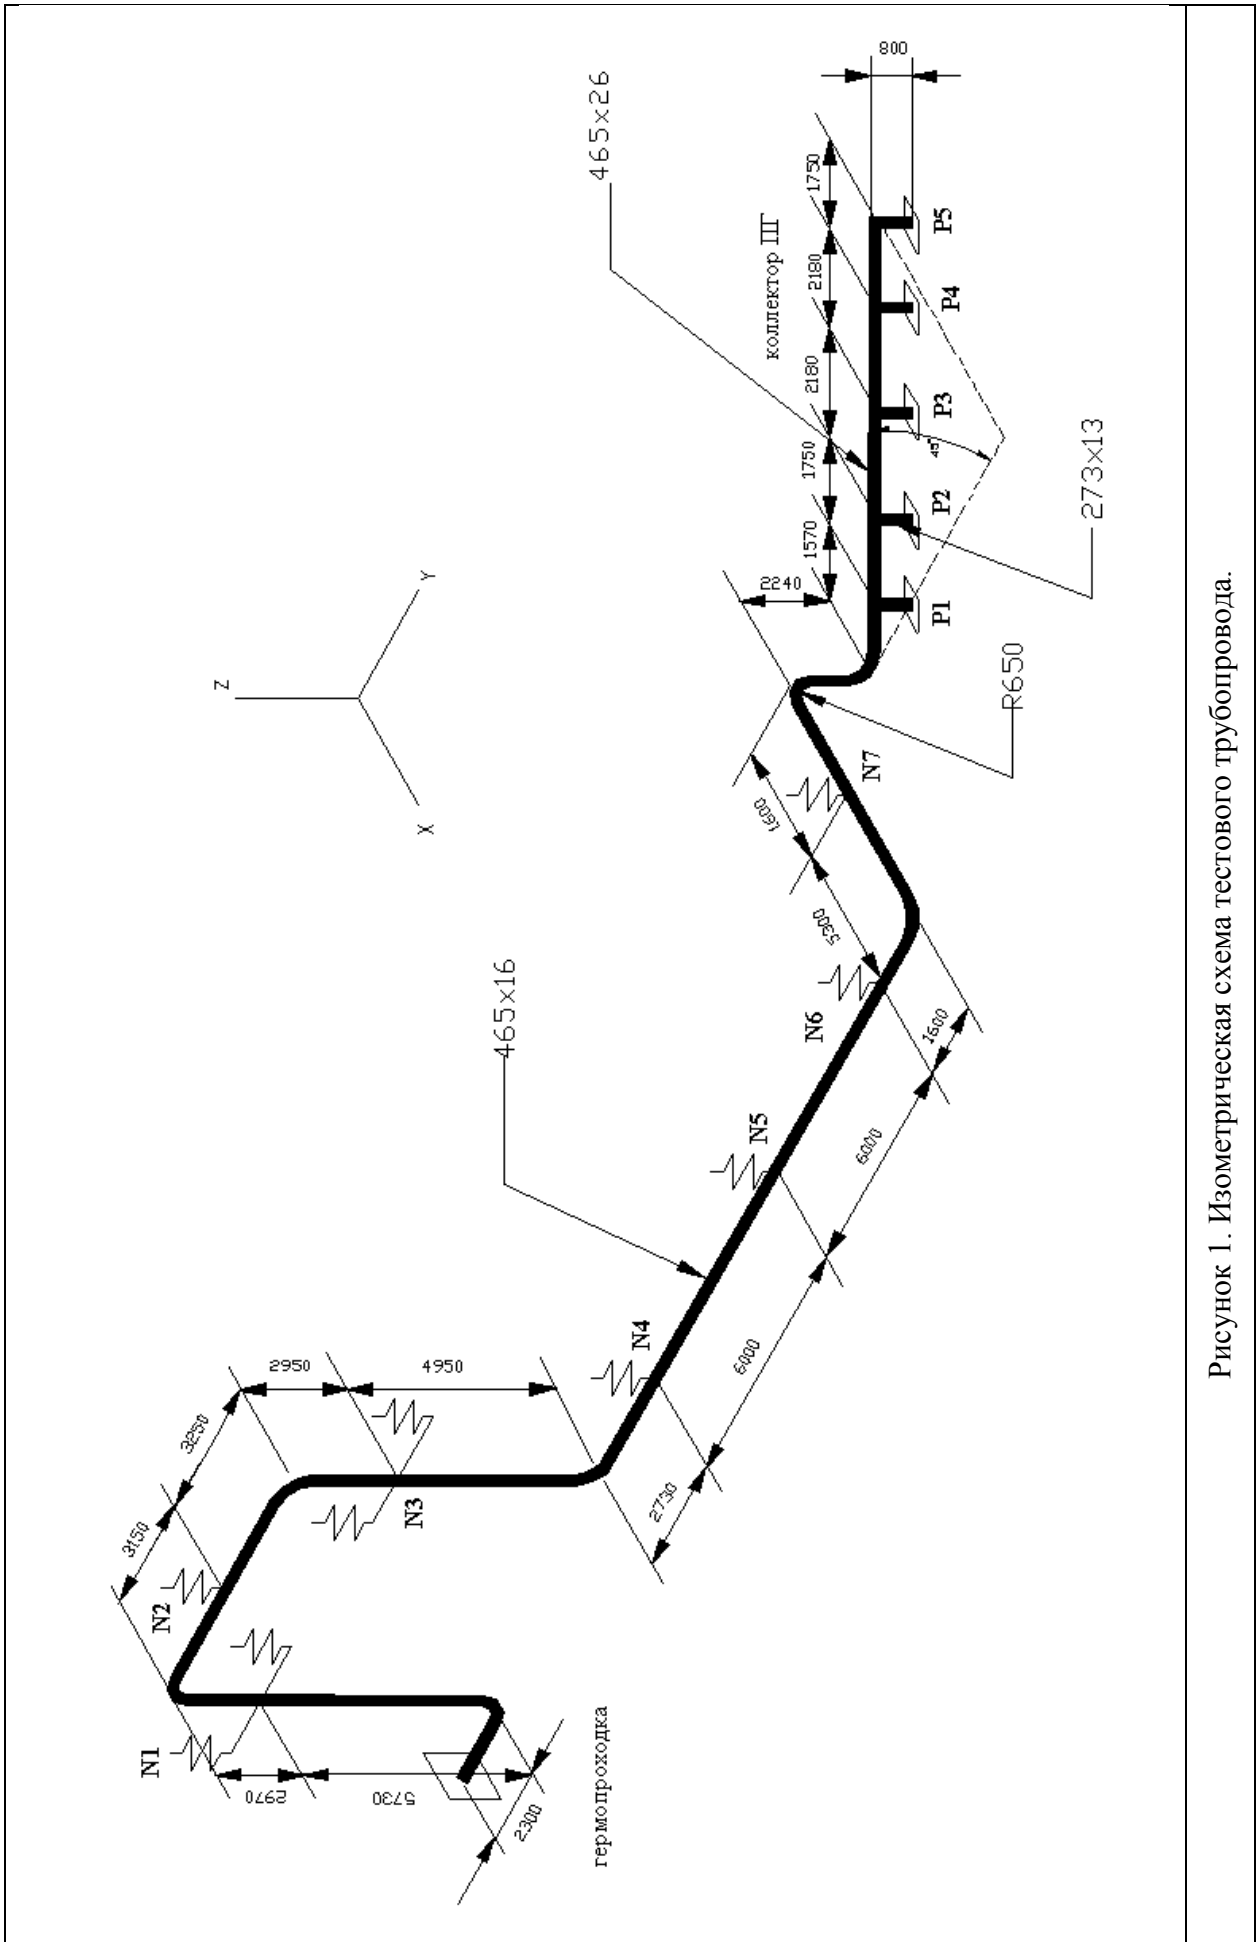 800
465x26
1750
коллектор ПГ
2180
2180
1750
1570
2240
P5
P4
P3
45°
P2
P1
273x13
R650
Z
Y
X
N7
1600
5300
N6
1600
465x16
N5
6000
6000
N4
2730
2950
4950
3250
3150
N3
N2
N1
2970
5730
2300
гермопроходка
Рисунок 1. Изометрическая схема тестового трубопровода.